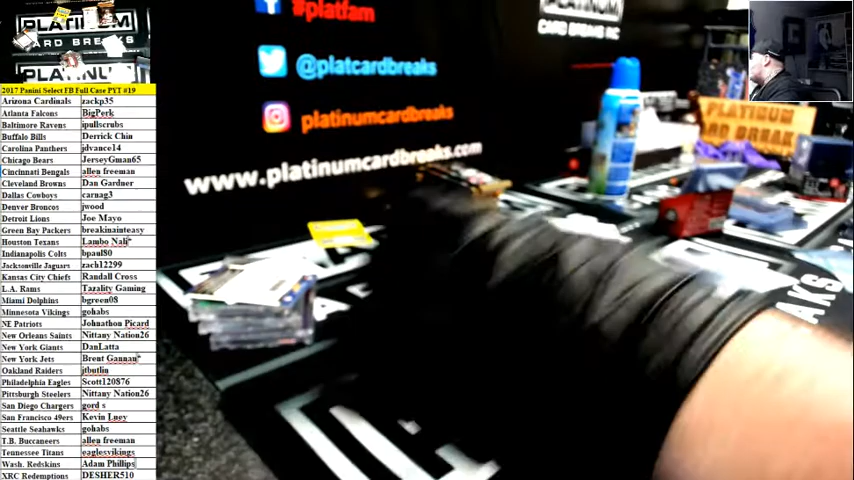 PLATINUM
CARD BREAKS
PLATINUM
2017 Panini Select FB Full Case PYT #19
Arizona Cardinals zackp35
Atlanta Falcons BigPerk
Baltimore Ravens ipullscrubs
Buffalo Bills Derrick Chin
Carolina Panthers jdvance14
Chicago Bears JerseyGman65
Cincinnati Bengals allen freeman
Cleveland Browns Dan Gardner
Dallas Cowboys carnag3
Denver Broncos jwood
Detroit Lions Joe Mayo
Green Bay Packers breakinainteasy
Houston Texans Lambo Nali*
Indianapolis Colts bpaul80
Jacksonville Jaguars zach12299
Kansas City Chiefs Randall Cross
L.A. Rams Tazality Gaming
Miami Dolphins bgreen08
Minnesota Vikings gohabs
NE Patriots Johnathon Picard
New Orleans Saints Nittany Nation26
New York Giants DanLatta
New York Jets Brent Gannan*
Oakland Raiders jtbutlin
Philadelphia Eagles Scott120876
Pittsburgh Steelers Nittany Nation26
San Diego Chargers gord s
San Francisco 49ers Kevin Luey
Seattle Seahawks gohabs
T.B. Buccaneers allen freeman
Tennessee Titans eaglesvikings
Wash. Redskins Adam Phillips
XRC Redemptions DESHER510
#platfam
@platcardbreaks
platinumcardbreaks
www.platinumcardbreaks.com
PLATINUM
CARD BREAKS
PLATINUM
CARD BREAK
AKS